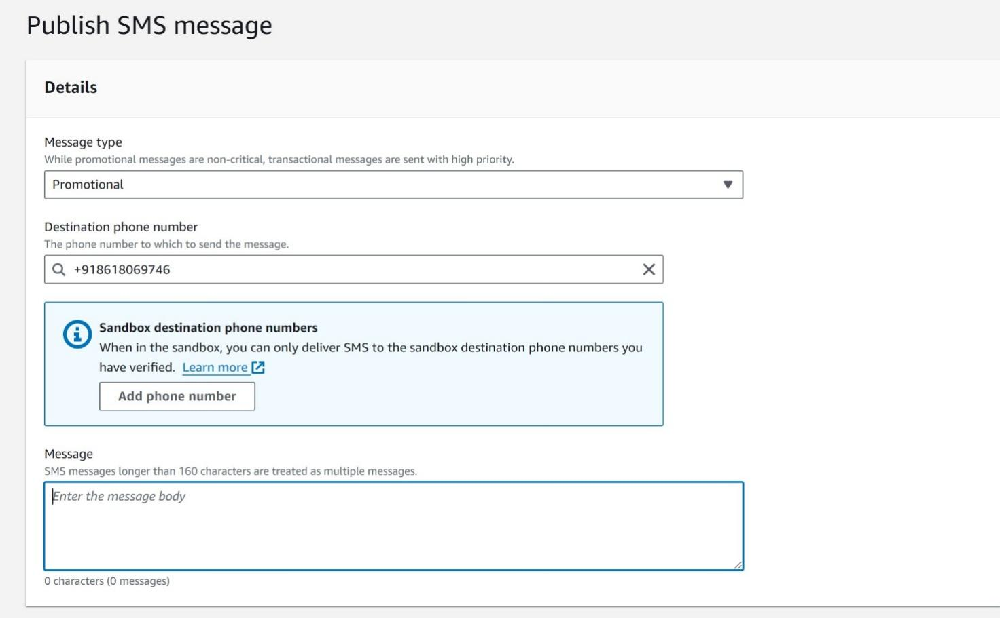 Publish SMS message
Details
Message type
While promotional messages are non-critical, transactional messages are sent with high priority.
Promotional
Destination phone number
The phone number to which to send the message.
+918618069746
Sandbox destination phone numbers
When in the sandbox, you can only deliver SMS to the sandbox destination phone numbers you
have verified. Learn more
Add phone number
Message
SMS messages longer than 160 characters are treated as multiple messages.
Enter the message body
0 characters (0 messages)